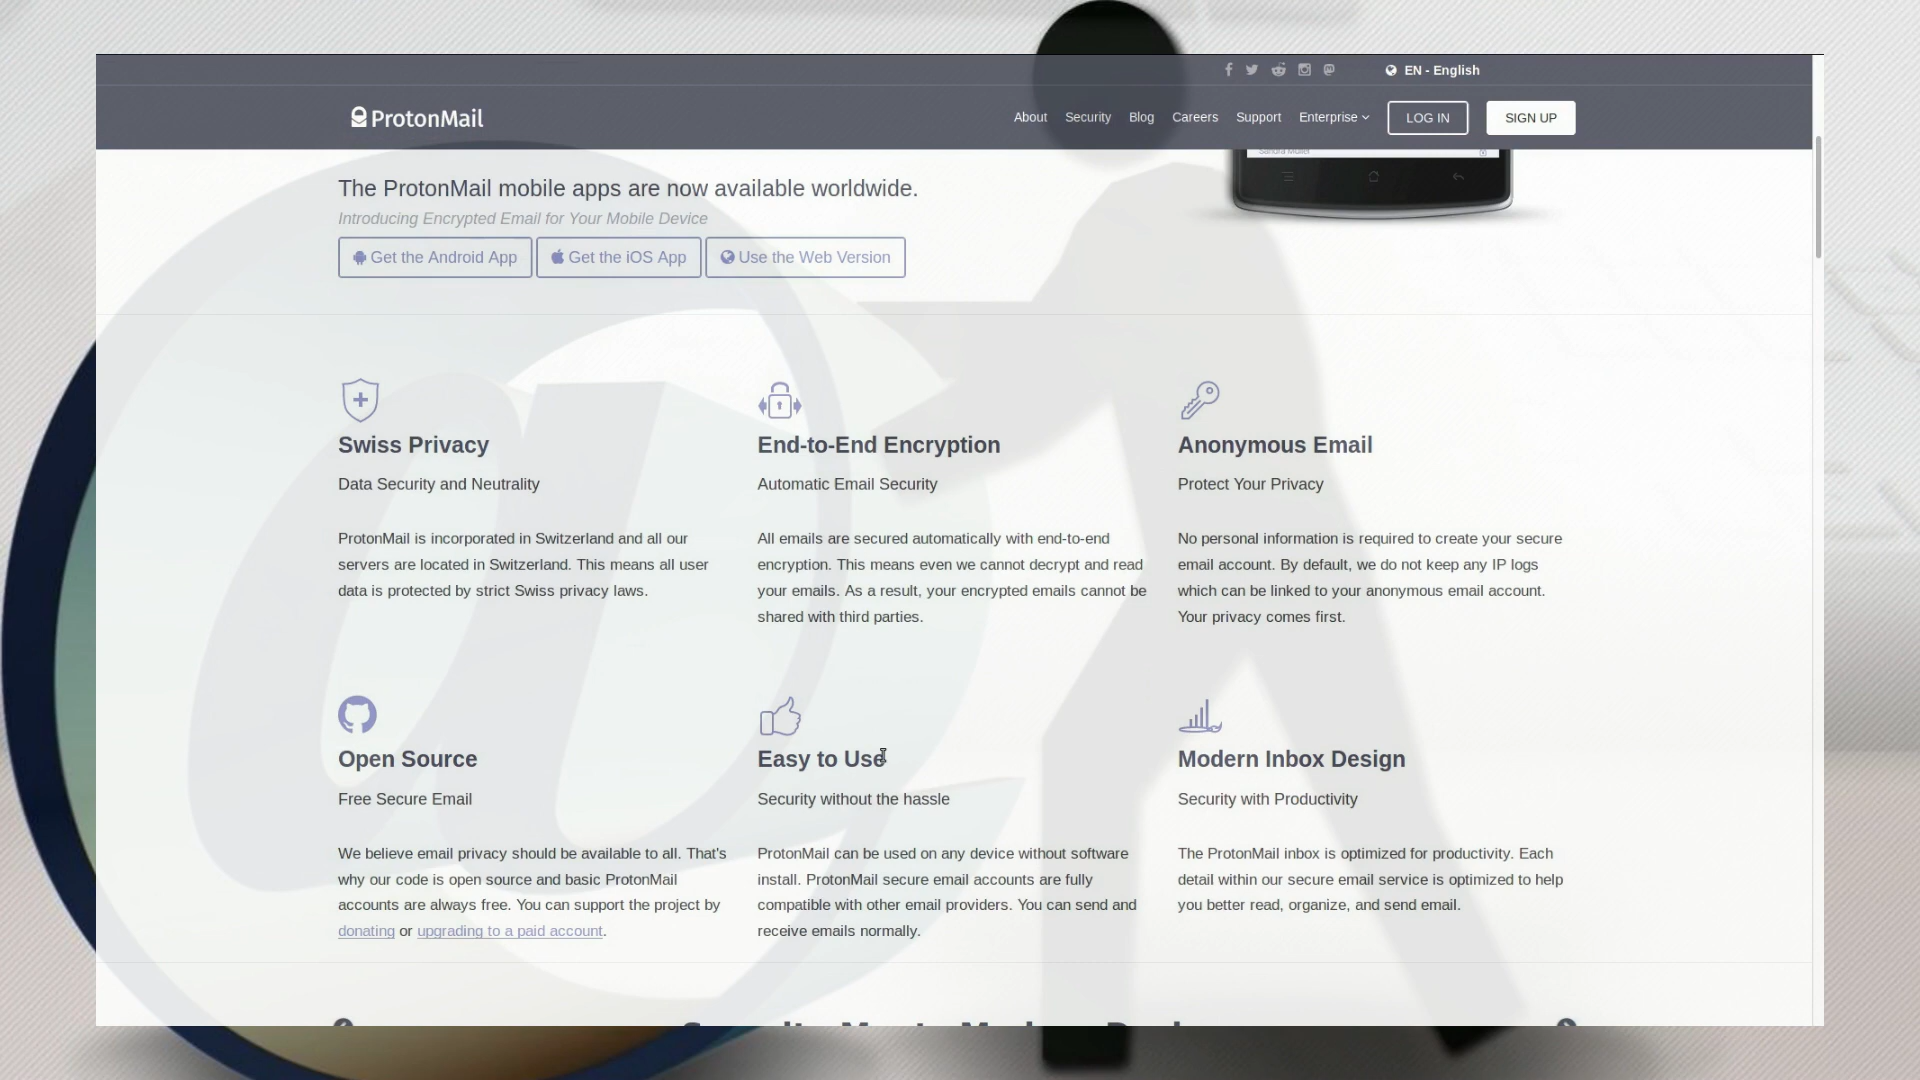 EN - English
ProtonMail
About Security Blog Careers Support Enterprise LOG IN SIGN UP
Sandra Muller
The ProtonMail mobile apps are now available worldwide.
Introducing Encrypted Email for Your Mobile Device
Get the Android App Get the iOS App Use the Web Version
Swiss Privacy
Data Security and Neutrality
ProtonMail is incorporated in Switzerland and all our
servers are located in Switzerland. This means all user
data is protected by strict Swiss privacy laws.
End-to-End Encryption
Automatic Email Security
All emails are secured automatically with end-to-end
encryption. This means even we cannot decrypt and read
your emails. As a result, your encrypted emails cannot be
shared with third parties.
Anonymous Email
Protect Your Privacy
No personal information is required to create your secure
email account. By default, we do not keep any IP logs
which can be linked to your anonymous email account.
Your privacy comes first.
Open Source
Free Secure Email
We believe email privacy should be available to all. That's
why our code is open source and basic ProtonMail
accounts are always free. You can support the project by
donating or upgrading to a paid account.
Easy to Use
Security without the hassle
ProtonMail can be used on any device without software
install. ProtonMail secure email accounts are fully
compatible with other email providers. You can send and
receive emails normally.
Modern Inbox Design
Security with Productivity
The ProtonMail inbox is optimized for productivity. Each
detail within our secure email service is optimized to help
you better read, organize, and send email.